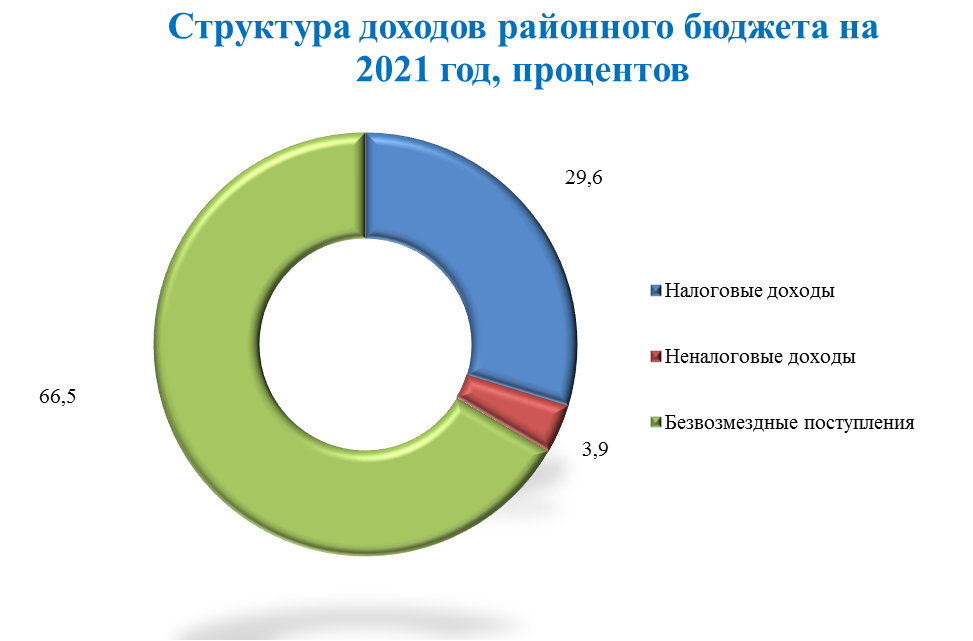 Структура доходов районного бюджета на
2021 год, процентов
29,6
Налоговые доходы
Неналоговые доходы
66,5
Безвозмездные поступления
3,9